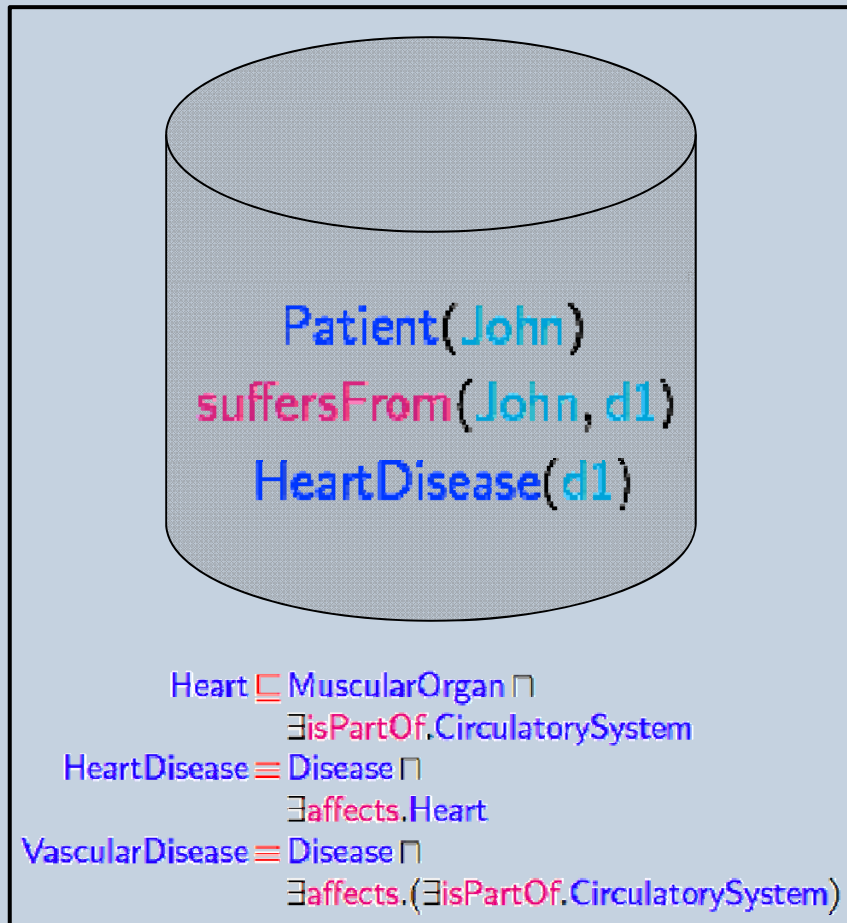 Patient(John)
suffersFrom(John, d1)
HeartDisease(d1)
Heart ⊑ MuscularOrgan ⊓
∃isPartOf.CirculatorySystem
HeartDisease ≡ Disease ⊓
∃affects.Heart
VascularDisease ≡ Disease ⊓
∃affects.(∃isPartOf.CirculatorySystem)